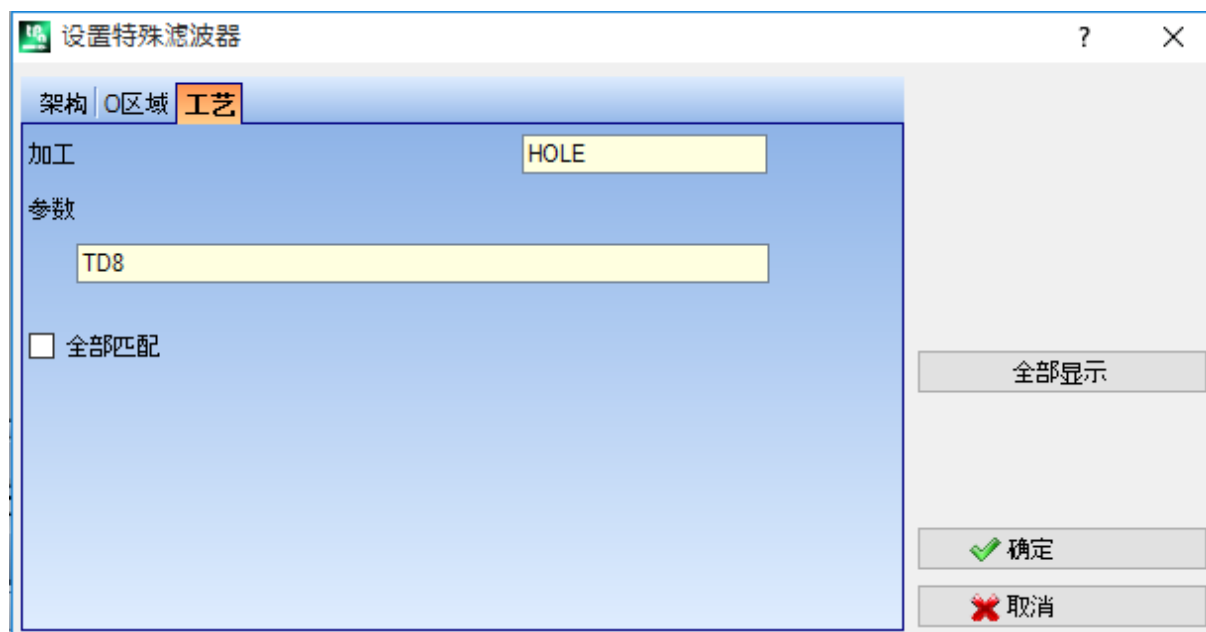 设置特殊滤波器 ?
架构 O区域 工艺
加工 HOLE
参数
TD8
全部匹配
全部显示
确定
取消